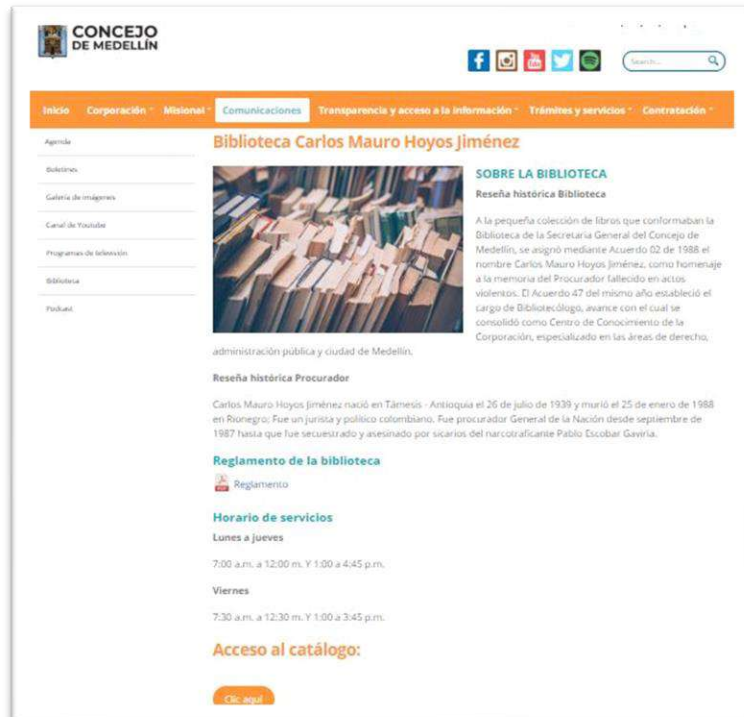 CONCEJO
DE MEDELLÍN
You
Tube
Search...
Inicio Corporación Misional Comunicaciones Transparencia y acceso a la información Trámites y servicios Contratación
Agenda
Boletines
Galería de imágenes
Canal de Youtube
Programas de televisión
Biblioteca
Podcast
Biblioteca Carlos Mauro Hoyos Jiménez
SOBRE LA BIBLIOTECA
Reseña histórica Biblioteca
A la pequeña colección de libros que conformaban la
Biblioteca de la Secretaria General del Concejo de
Medellín, se asignó mediante Acuerdo 02 de 1988 el
nombre Carlos Mauro Hoyos Jiménez, como homenaje
a la memoria del Procurador fallecido en actos
violentos. El Acuerdo 47 del mismo año estableció el
cargo de Bibliotecólogo, avance con el cual se
consolidó como Centro de Conocimiento de la
Corporación, especializado en las áreas de derecho,
administración pública y ciudad de Medellín.
Reseña histórica Procurador
Carlos Mauro Hoyos Jiménez nació en Támesis - Antioquia el 26 de julio de 1939 y murió el 25 de enero de 1988
en Rionegro; Fue un jurista y político colombiano. Fue procurador General de la Nación desde septiembre de
1987 hasta que fue secuestrado y asesinado por sicarios del narcotraficante Pablo Escobar Gaviria.
Reglamento de la biblioteca
Reglamento
Horario de servicios
Lunes a jueves
7:00 a.m. a 12:00 m. Y 1:00 a 4:45 p.m.
Viernes
7:30 a.m. a 12:30 m. Y 1:00 a 3:45 p.m.
Acceso al catálogo:
Clic aquí